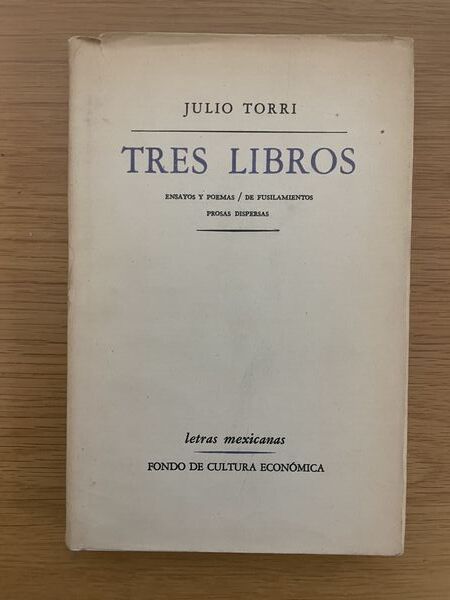 JULIO TORRI
TRES LIBROS
ENSAYOS Y POEMAS / DE FUSILAMIENTOS
PROSAS DISPERSAS
letras mexicanas
FONDO DE CULTURA ECONÓMICA